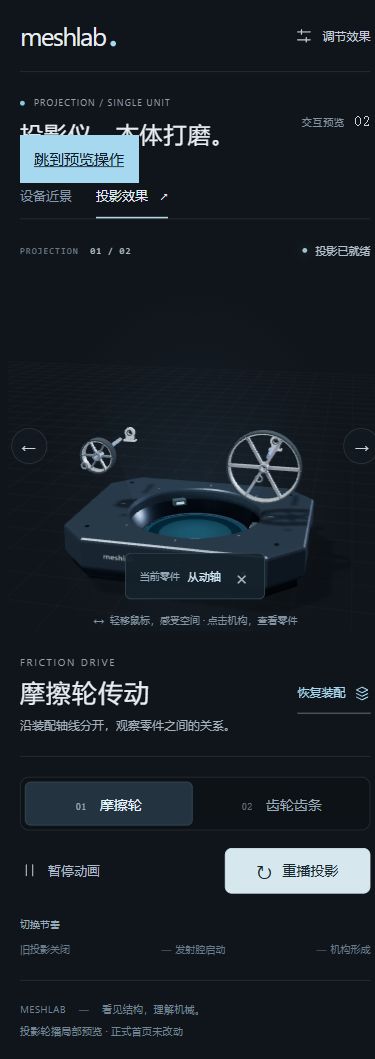 meshlab.
调节效果
PROJECTION / SINGLE UNIT
交互预览 02
本体打磨。
跳到预览操作
设备近景 投影效果 ↗
PROJECTION 01 / 02
投影已就绪
← →
meshl
当前零件 从动轴 ×
↔ 轻移鼠标，感受空间 · 点击机构，查看零件
FRICTION DRIVE
摩擦轮传动
恢复装配
沿装配轴线分开，观察零件之间的关系。
01 摩擦轮 02 齿轮齿条
暂停动画 重播投影
切换节奏
旧投影关闭 — 发射腔启动 — 机构形成
MESHLAB — 看见结构，理解机械。
投影轮播局部预览 · 正式首页未改动